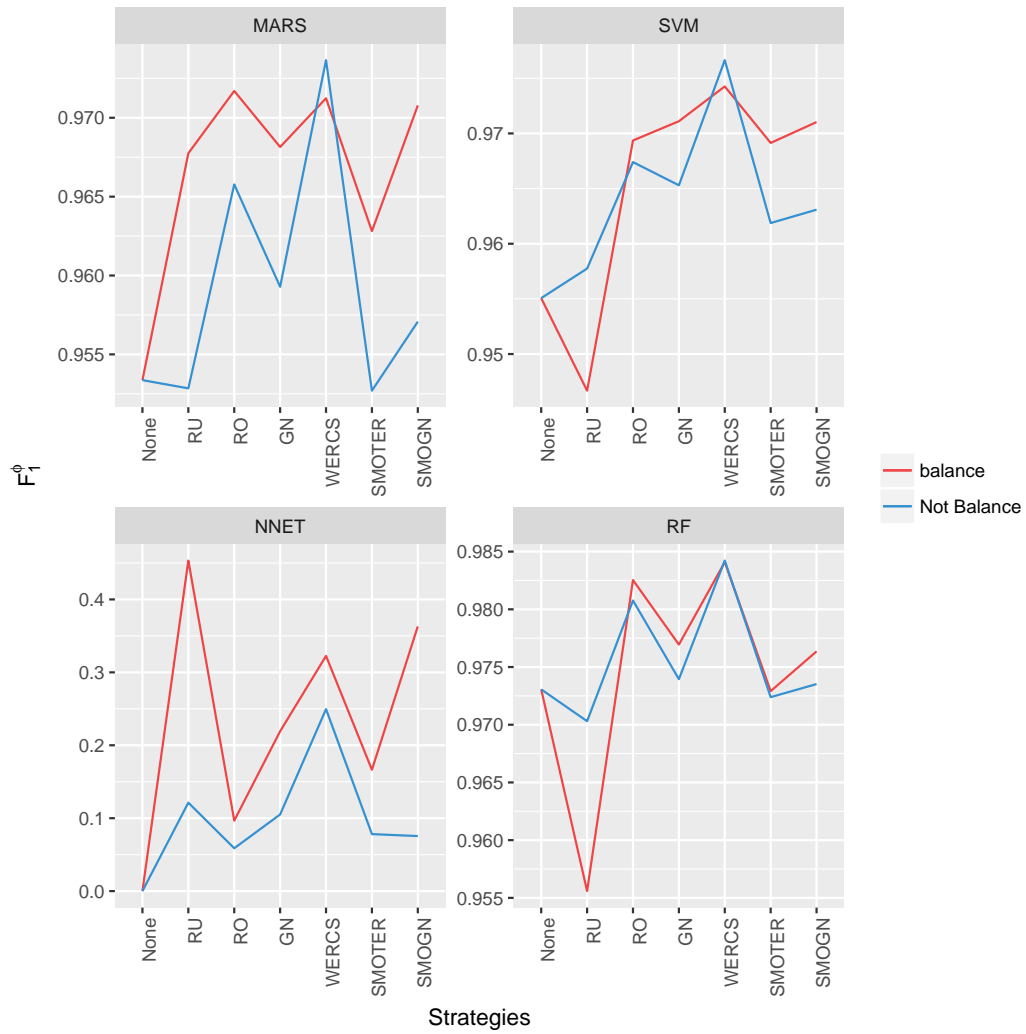 MARS
0.970
0.965
0.960
0.955
None
RU
RO
GN
WERCS
SMOTER
SMOGN
SVM
0.97
0.96
0.95
None
RU
RO
GN
WERCS
SMOTER
SMOGN
F₁^ϕ
balance
Not Balance
NNET
0.4
0.3
0.2
0.1
0.0
None
RU
RO
GN
WERCS
SMOTER
SMOGN
RF
0.985
0.980
0.975
0.970
0.965
0.960
0.955
None
RU
RO
GN
WERCS
SMOTER
SMOGN
Strategies